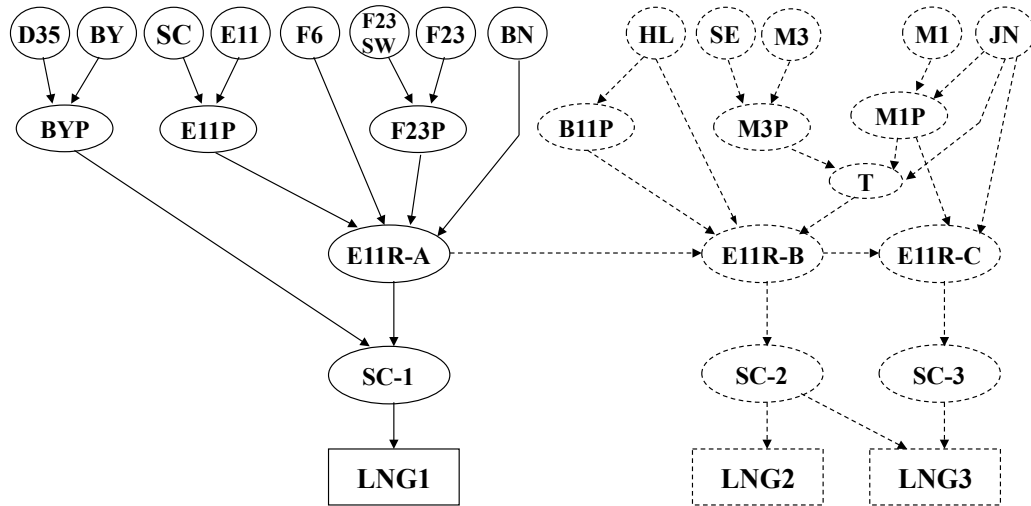 D35
BY
SC
E11
F6
F23
SW
F23
BN
HL
SE
M3
M1
JN
BYP
E11P
F23P
B11P
M3P
M1P
T
E11R-A
E11R-B
E11R-C
SC-1
SC-2
SC-3
LNG1
LNG2
LNG3